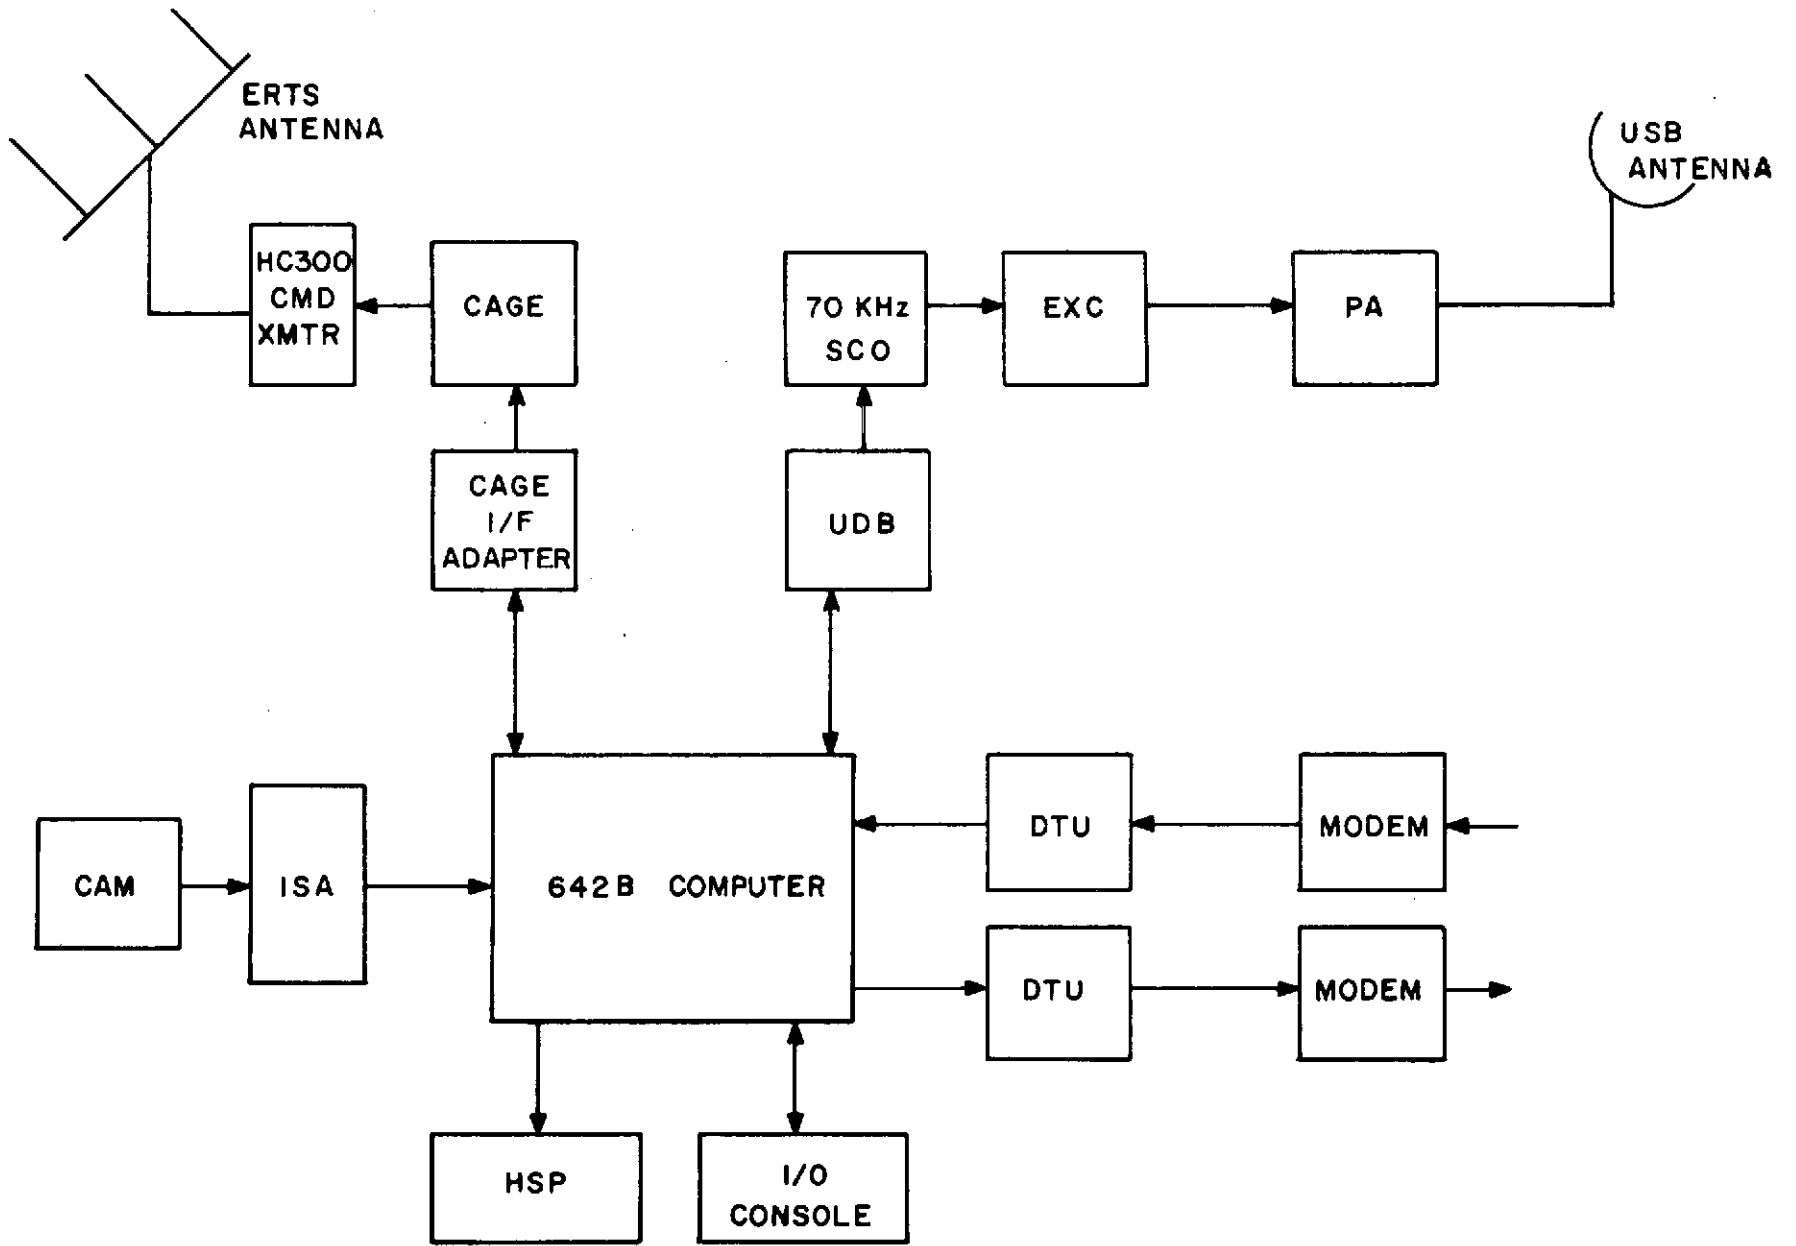 ERTS
ANTENNA
USB
ANTENNA
HC300
CMD
XMTR
CAGE
70 KHz
SCO
EXC
PA
CAGE
I/F
ADAPTER
UDB
CAM
ISA
642B COMPUTER
DTU
MODEM
DTU
MODEM
HSP
I/O
CONSOLE